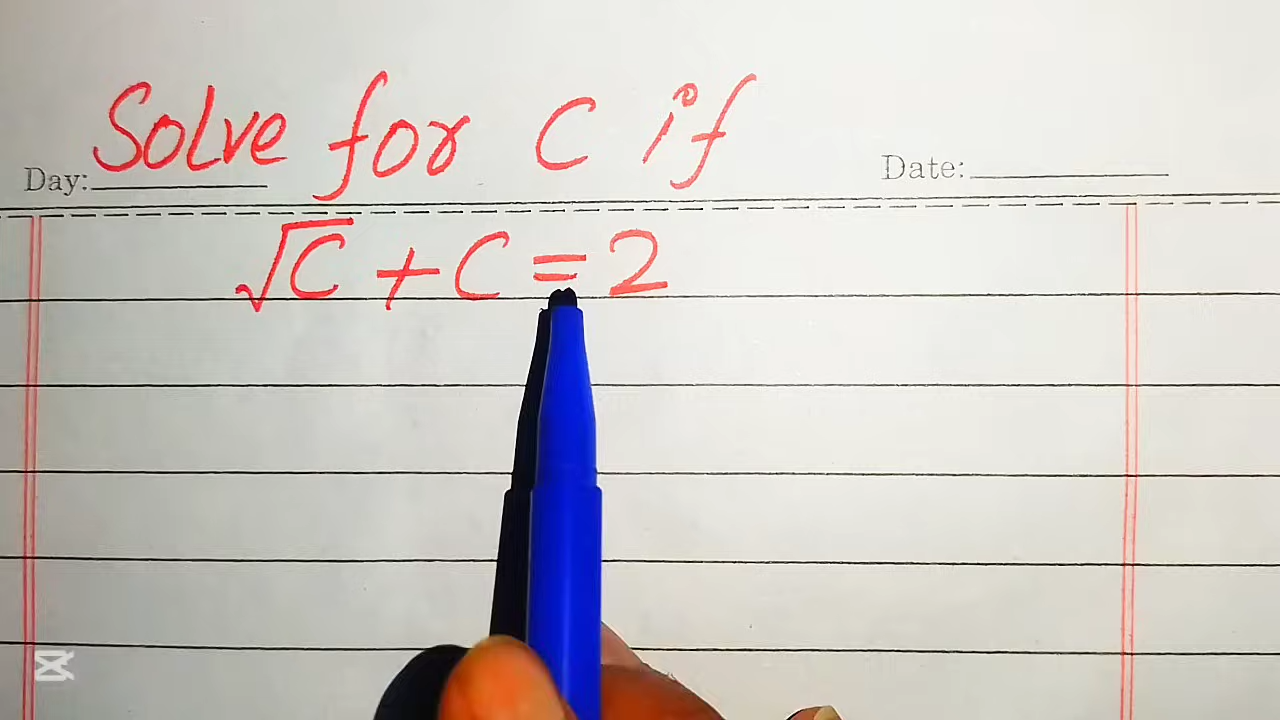 Solve for C if
Day:
Date:
√C + C = 2